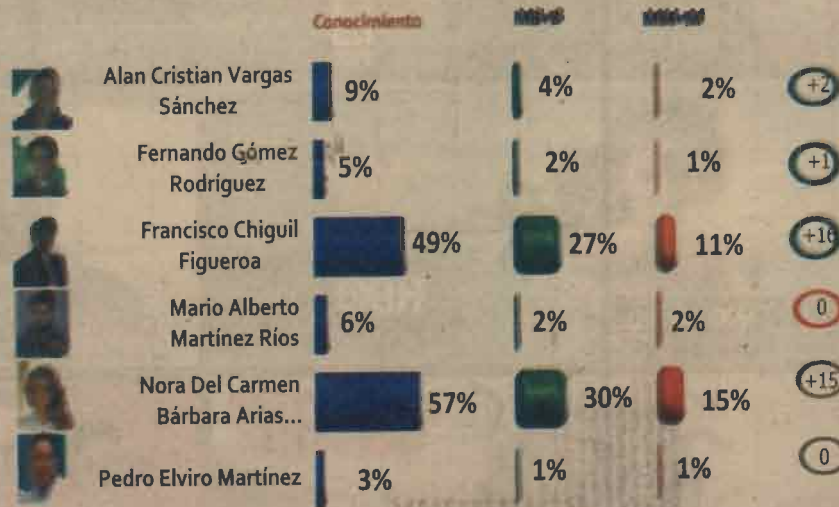 Conocimiento
Alan Cristian Vargas
Sánchez
9%
4%
2%
+2
Fernando Gómez
Rodríguez
5%
2%
1%
+1
Francisco Chiguil
Figueroa
49%
27%
11%
+16
Mario Alberto
Martínez Ríos
6%
2%
2%
0
Nora Del Carmen
Bárbara Arias...
57%
30%
15%
+15
Pedro Elviro Martínez
3%
1%
1%
0